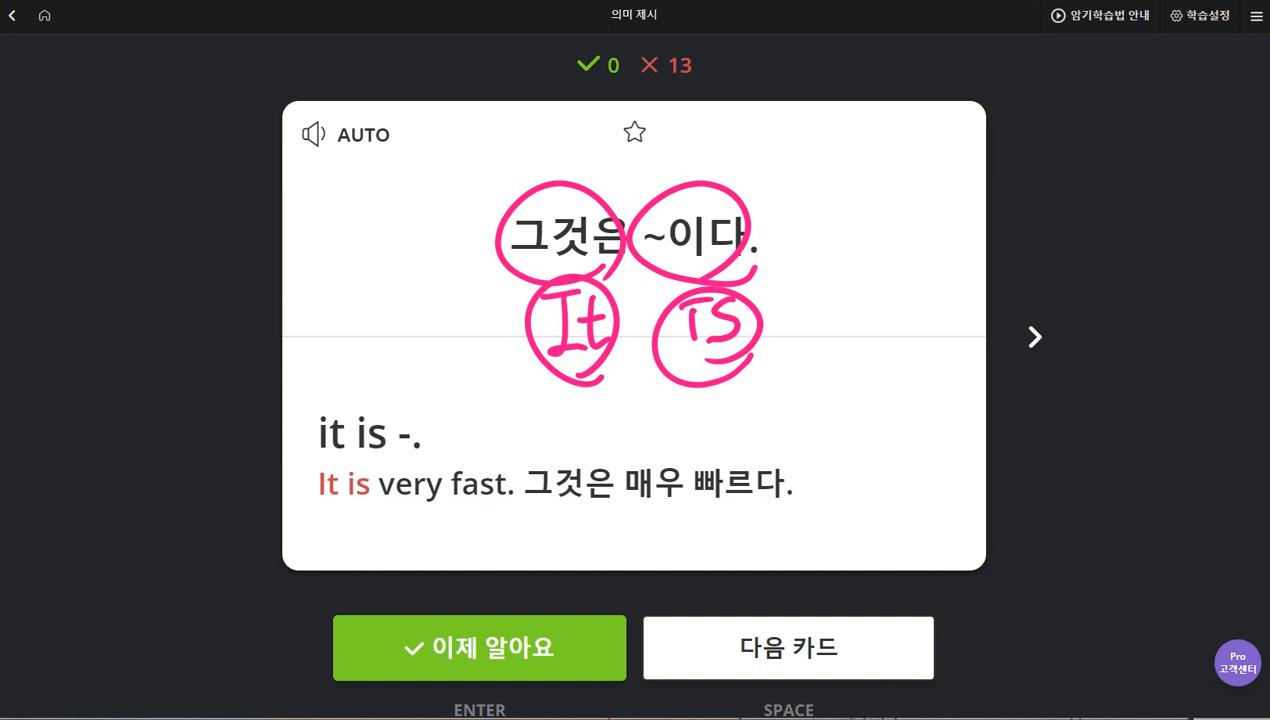 의미 제시
암기학습법 안내
학습설정
0 13
AUTO
그것은 ~이다.
It is
it is -.
It is very fast. 그것은 매우 빠르다.
이제 알아요
다음 카드
Pro
고객센터
ENTER
SPACE